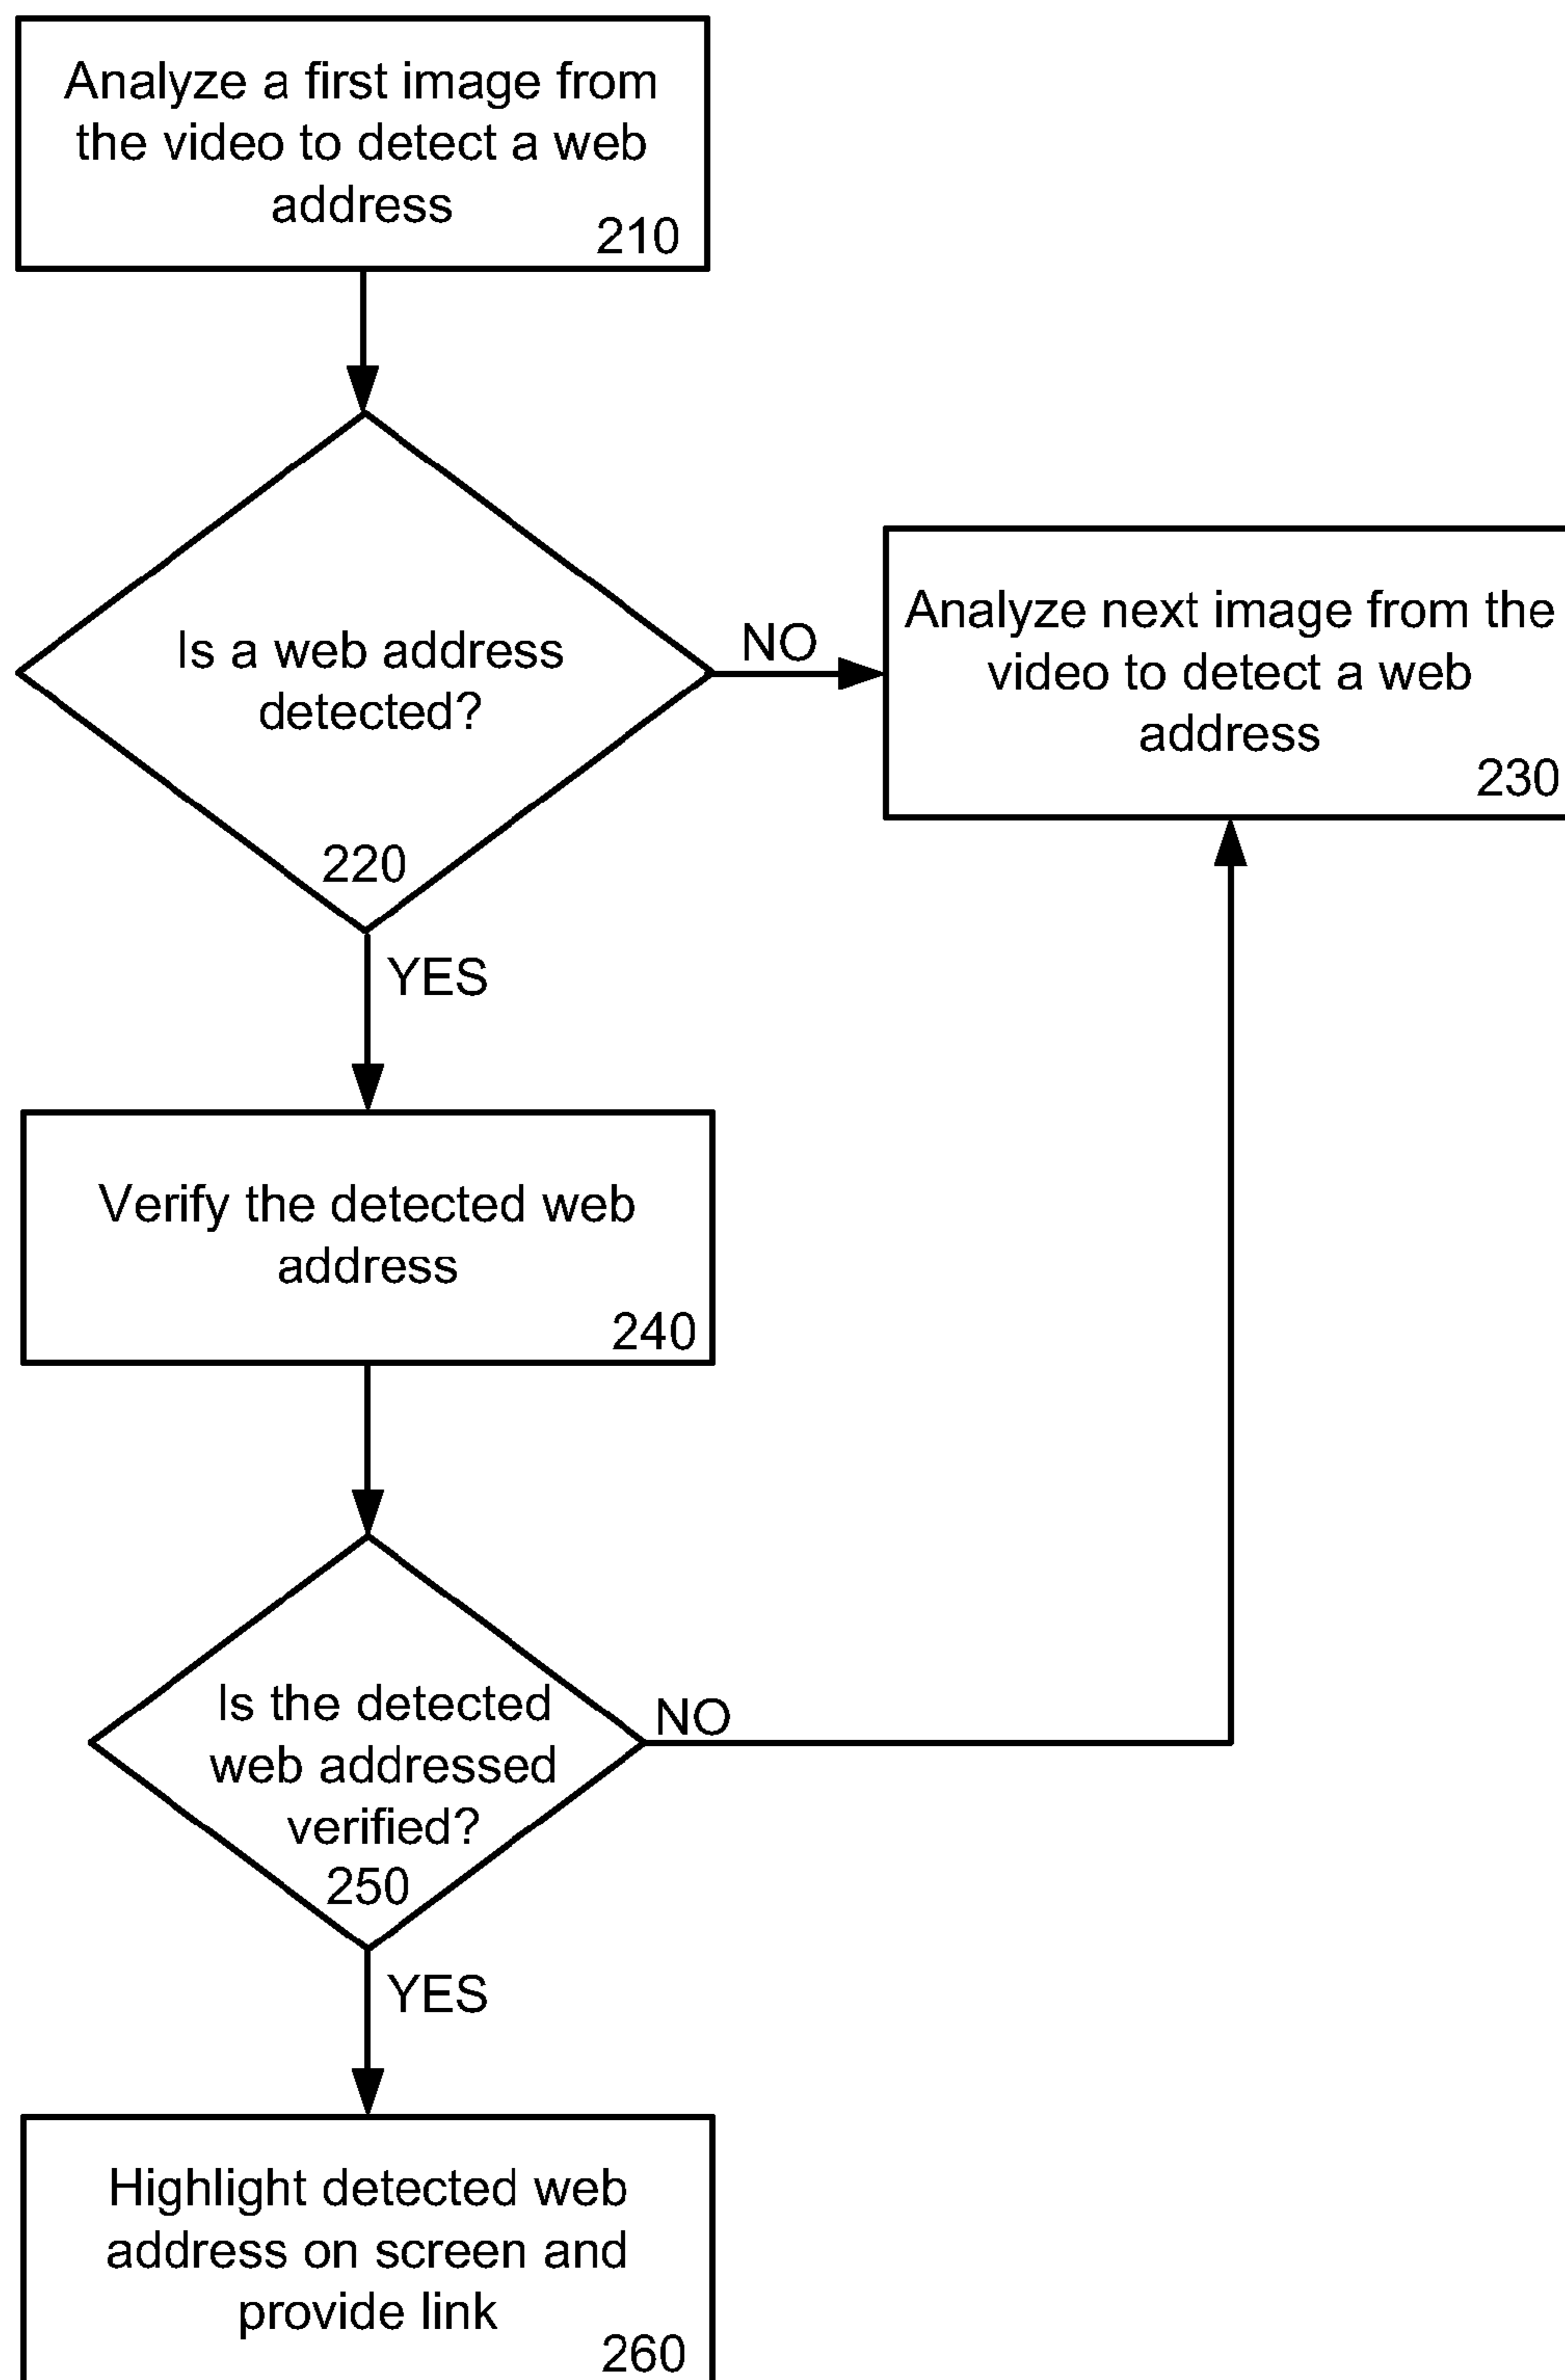 Analyze a first image from
the video to detect a web
address
210
Is a web address
detected?
220
NO
Analyze next image from the
video to detect a web
address
230
YES
Verify the detected web
address
240
Is the detected
web addressed
verified?
250
NO
YES
Highlight detected web
address on screen and
provide link
260